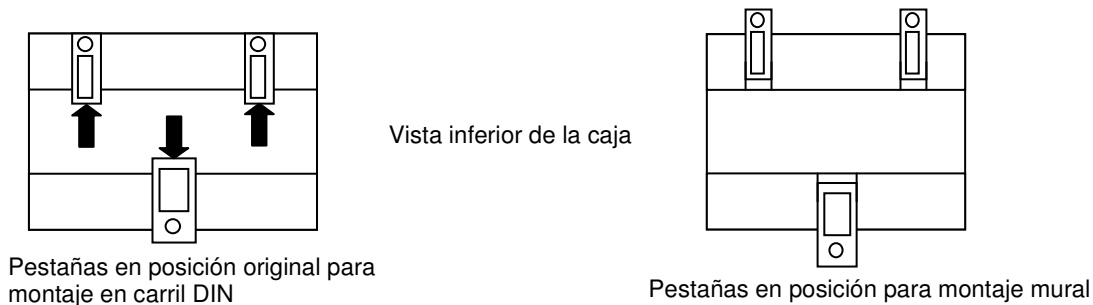 Vista inferior de la caja
Pestañas en posición original para
montaje en carril DIN
Pestañas en posición para montaje mural